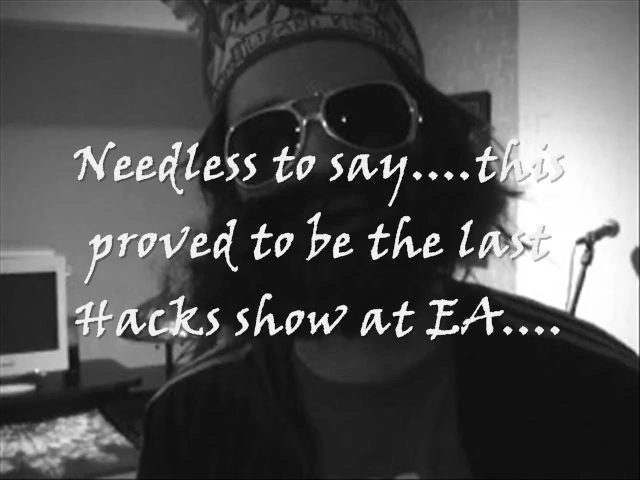 Needless to say....this
proved to be the last
Hacks show at EA....